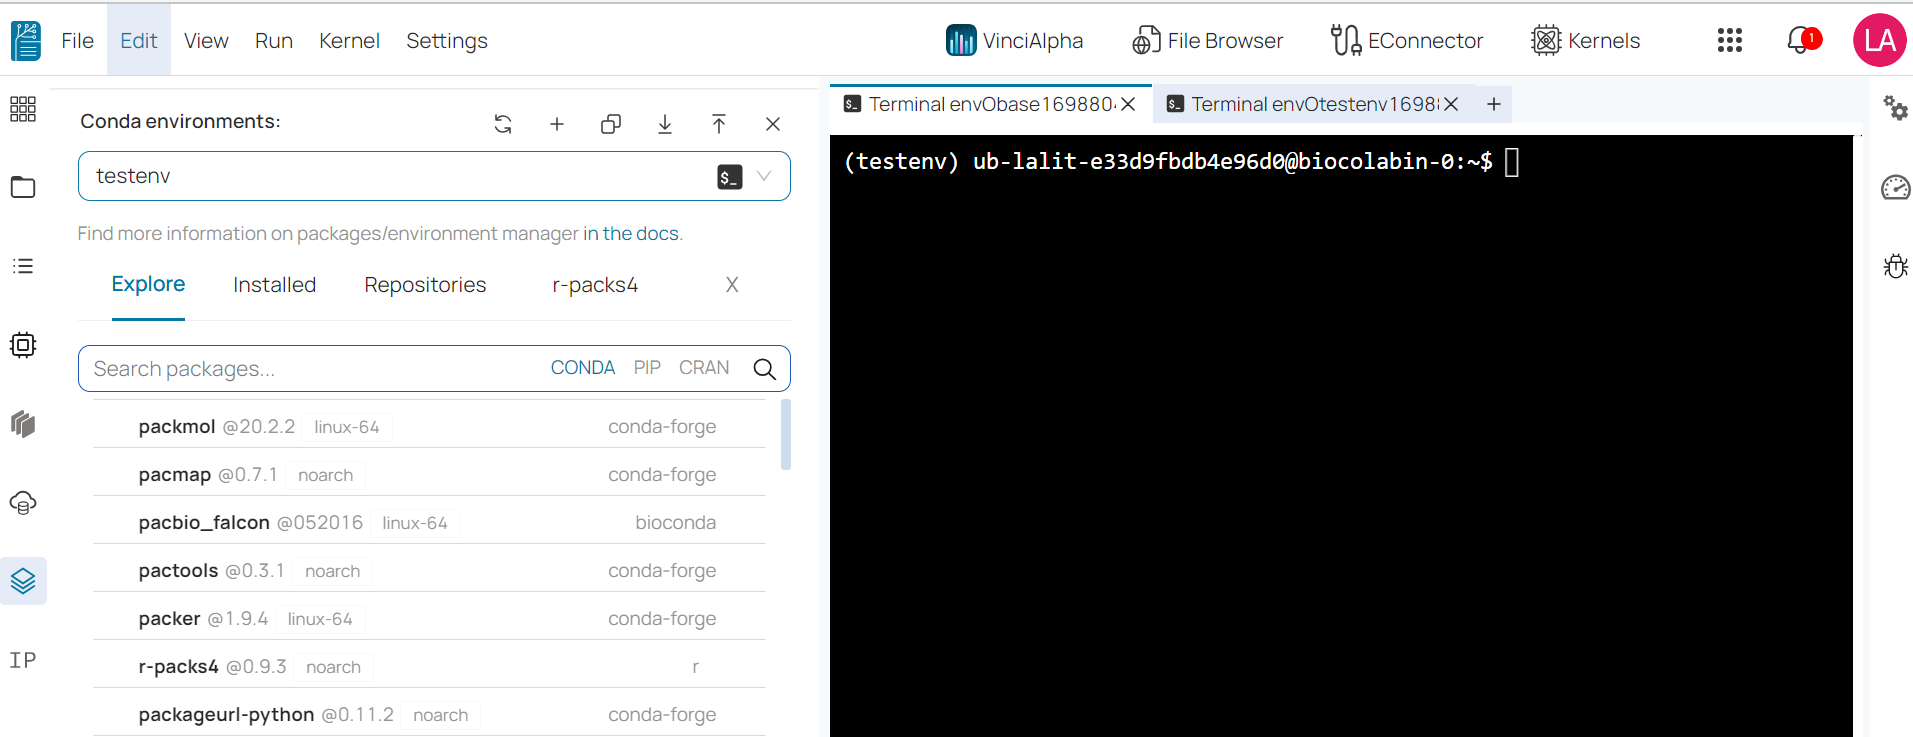 File Edit View Run Kernel Settings VinciAlpha File Browser EConnector Kernels 1 LA
Conda environments:
testenv $_
Find more information on packages/environment manager in the docs.
Explore Installed Repositories r-packs4 X
Search packages... CONDA PIP CRAN
packmol @20.2.2 linux-64 conda-forge
pacmap @0.7.1 noarch conda-forge
pacbio_falcon @052016 linux-64 bioconda
pactools @0.3.1 noarch conda-forge
packer @1.9.4 linux-64 conda-forge
r-packs4 @0.9.3 noarch r
packageurl-python @0.11.2 noarch conda-forge
IP
$_ Terminal envObase1698804 $_ Terminal envOtestenv1698
(testenv) ub-lalit-e33d9fbdb4e96d0@biocolabin-0:~$